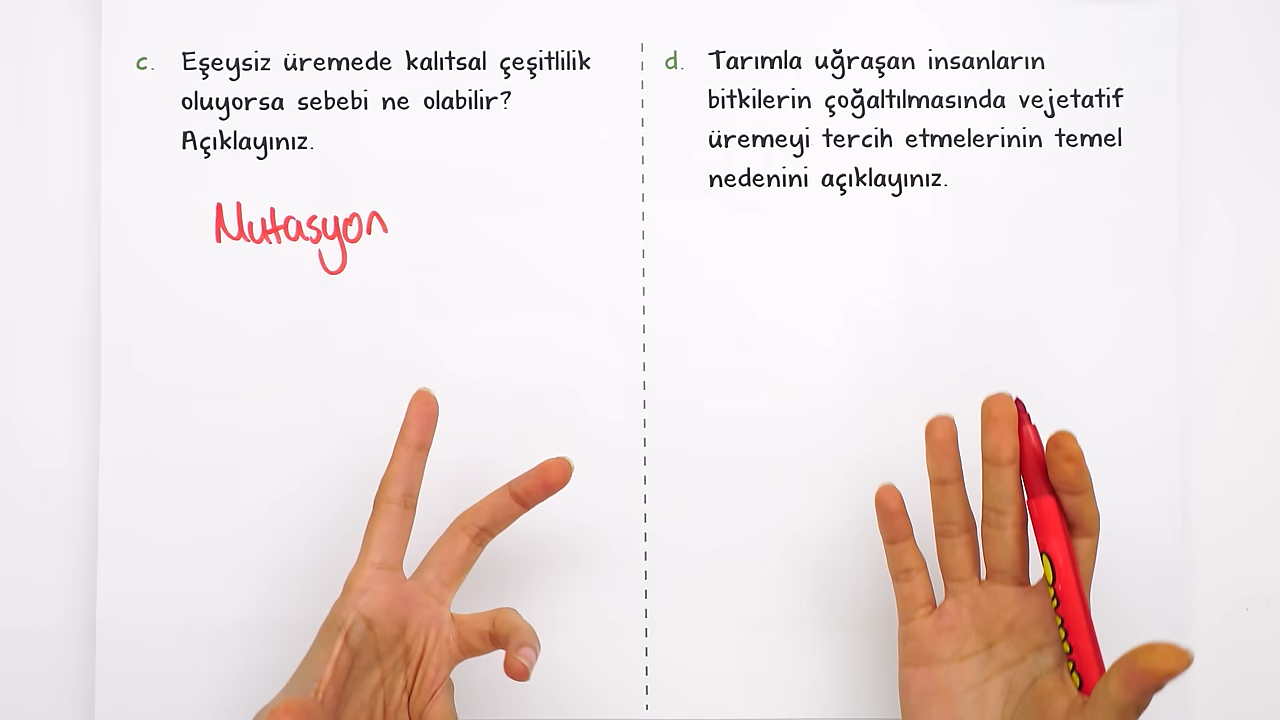 c. Eşeysiz üremede kalıtsal çeşitlilik
oluyorsa sebebi ne olabilir?
Açıklayınız.
Mutasyon
d. Tarımla uğraşan insanların
bitkilerin çoğaltılmasında vejetatif
üremeyi tercih etmelerinin temel
nedenini açıklayınız.